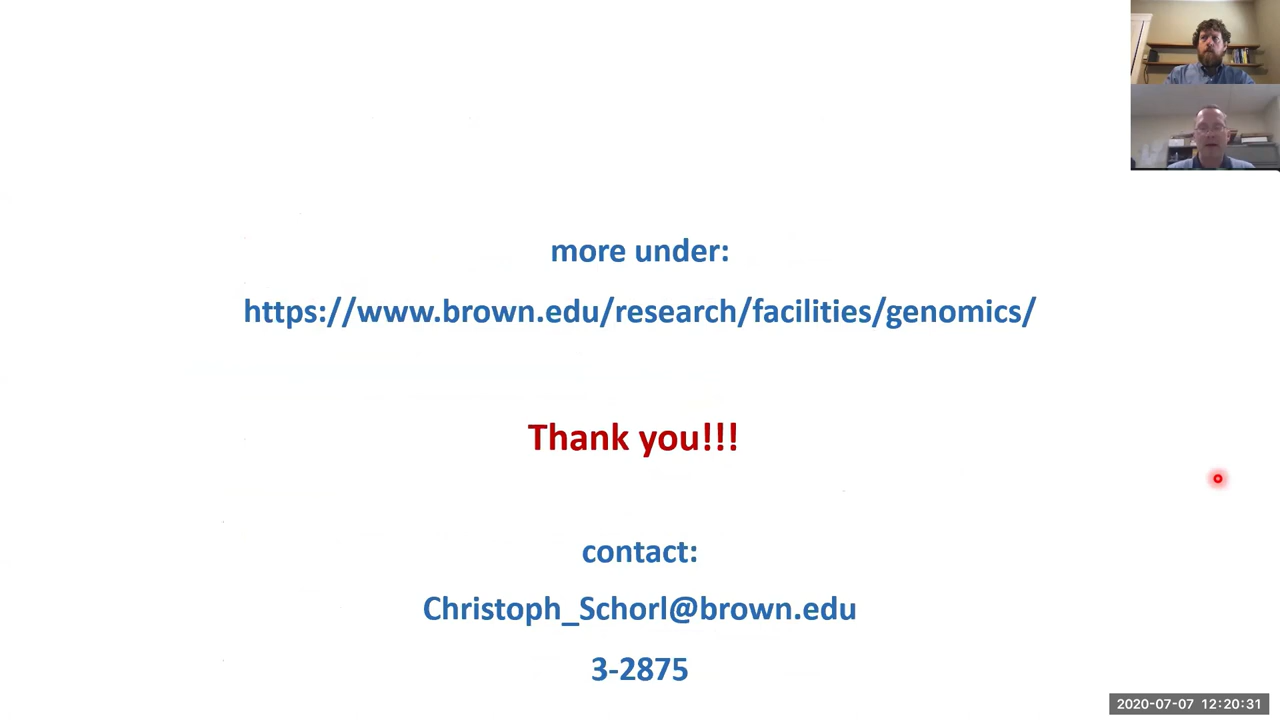 more under:
https://www.brown.edu/research/facilities/genomics/
Thank you!!!
contact:
Christoph_Schorl@brown.edu
3-2875
2020-07-07 12:20:31